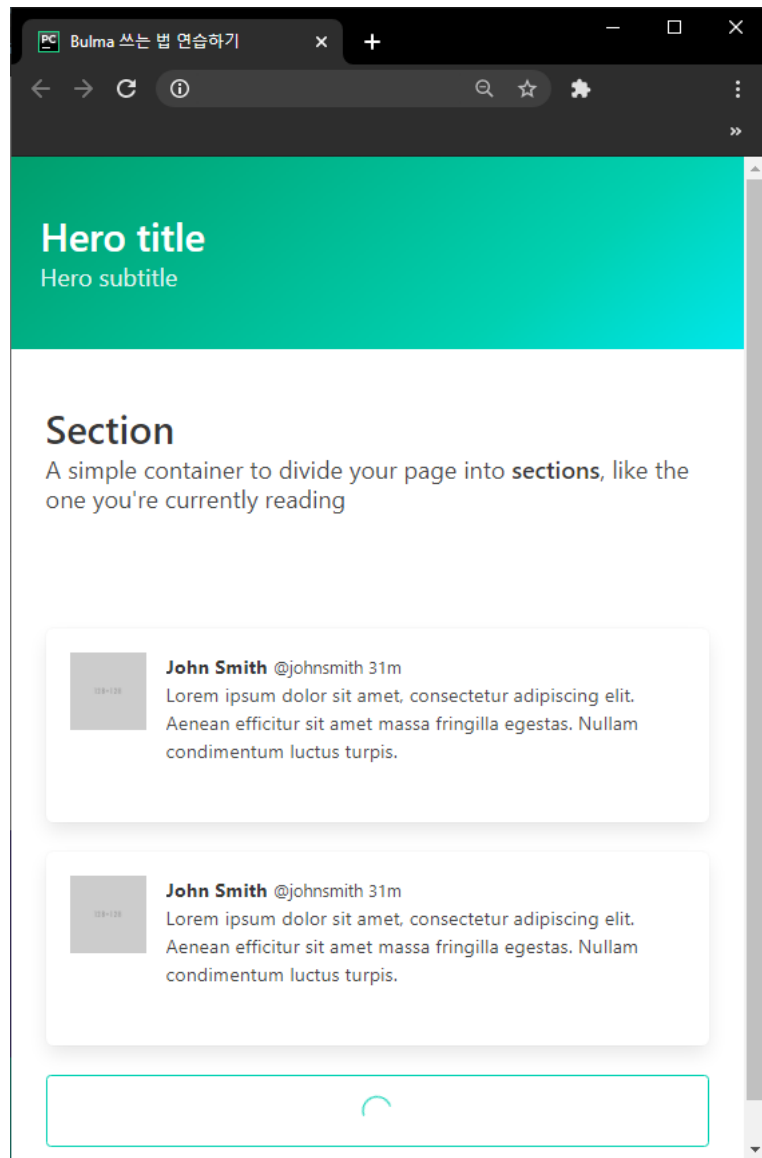 PC Bulma 쓰는 법 연습하기
Hero title
Hero subtitle
Section
A simple container to divide your page into sections, like the
one you're currently reading
John Smith @johnsmith 31m
Lorem ipsum dolor sit amet, consectetur adipiscing elit.
Aenean efficitur sit amet massa fringilla egestas. Nullam
condimentum luctus turpis.
John Smith @johnsmith 31m
Lorem ipsum dolor sit amet, consectetur adipiscing elit.
Aenean efficitur sit amet massa fringilla egestas. Nullam
condimentum luctus turpis.